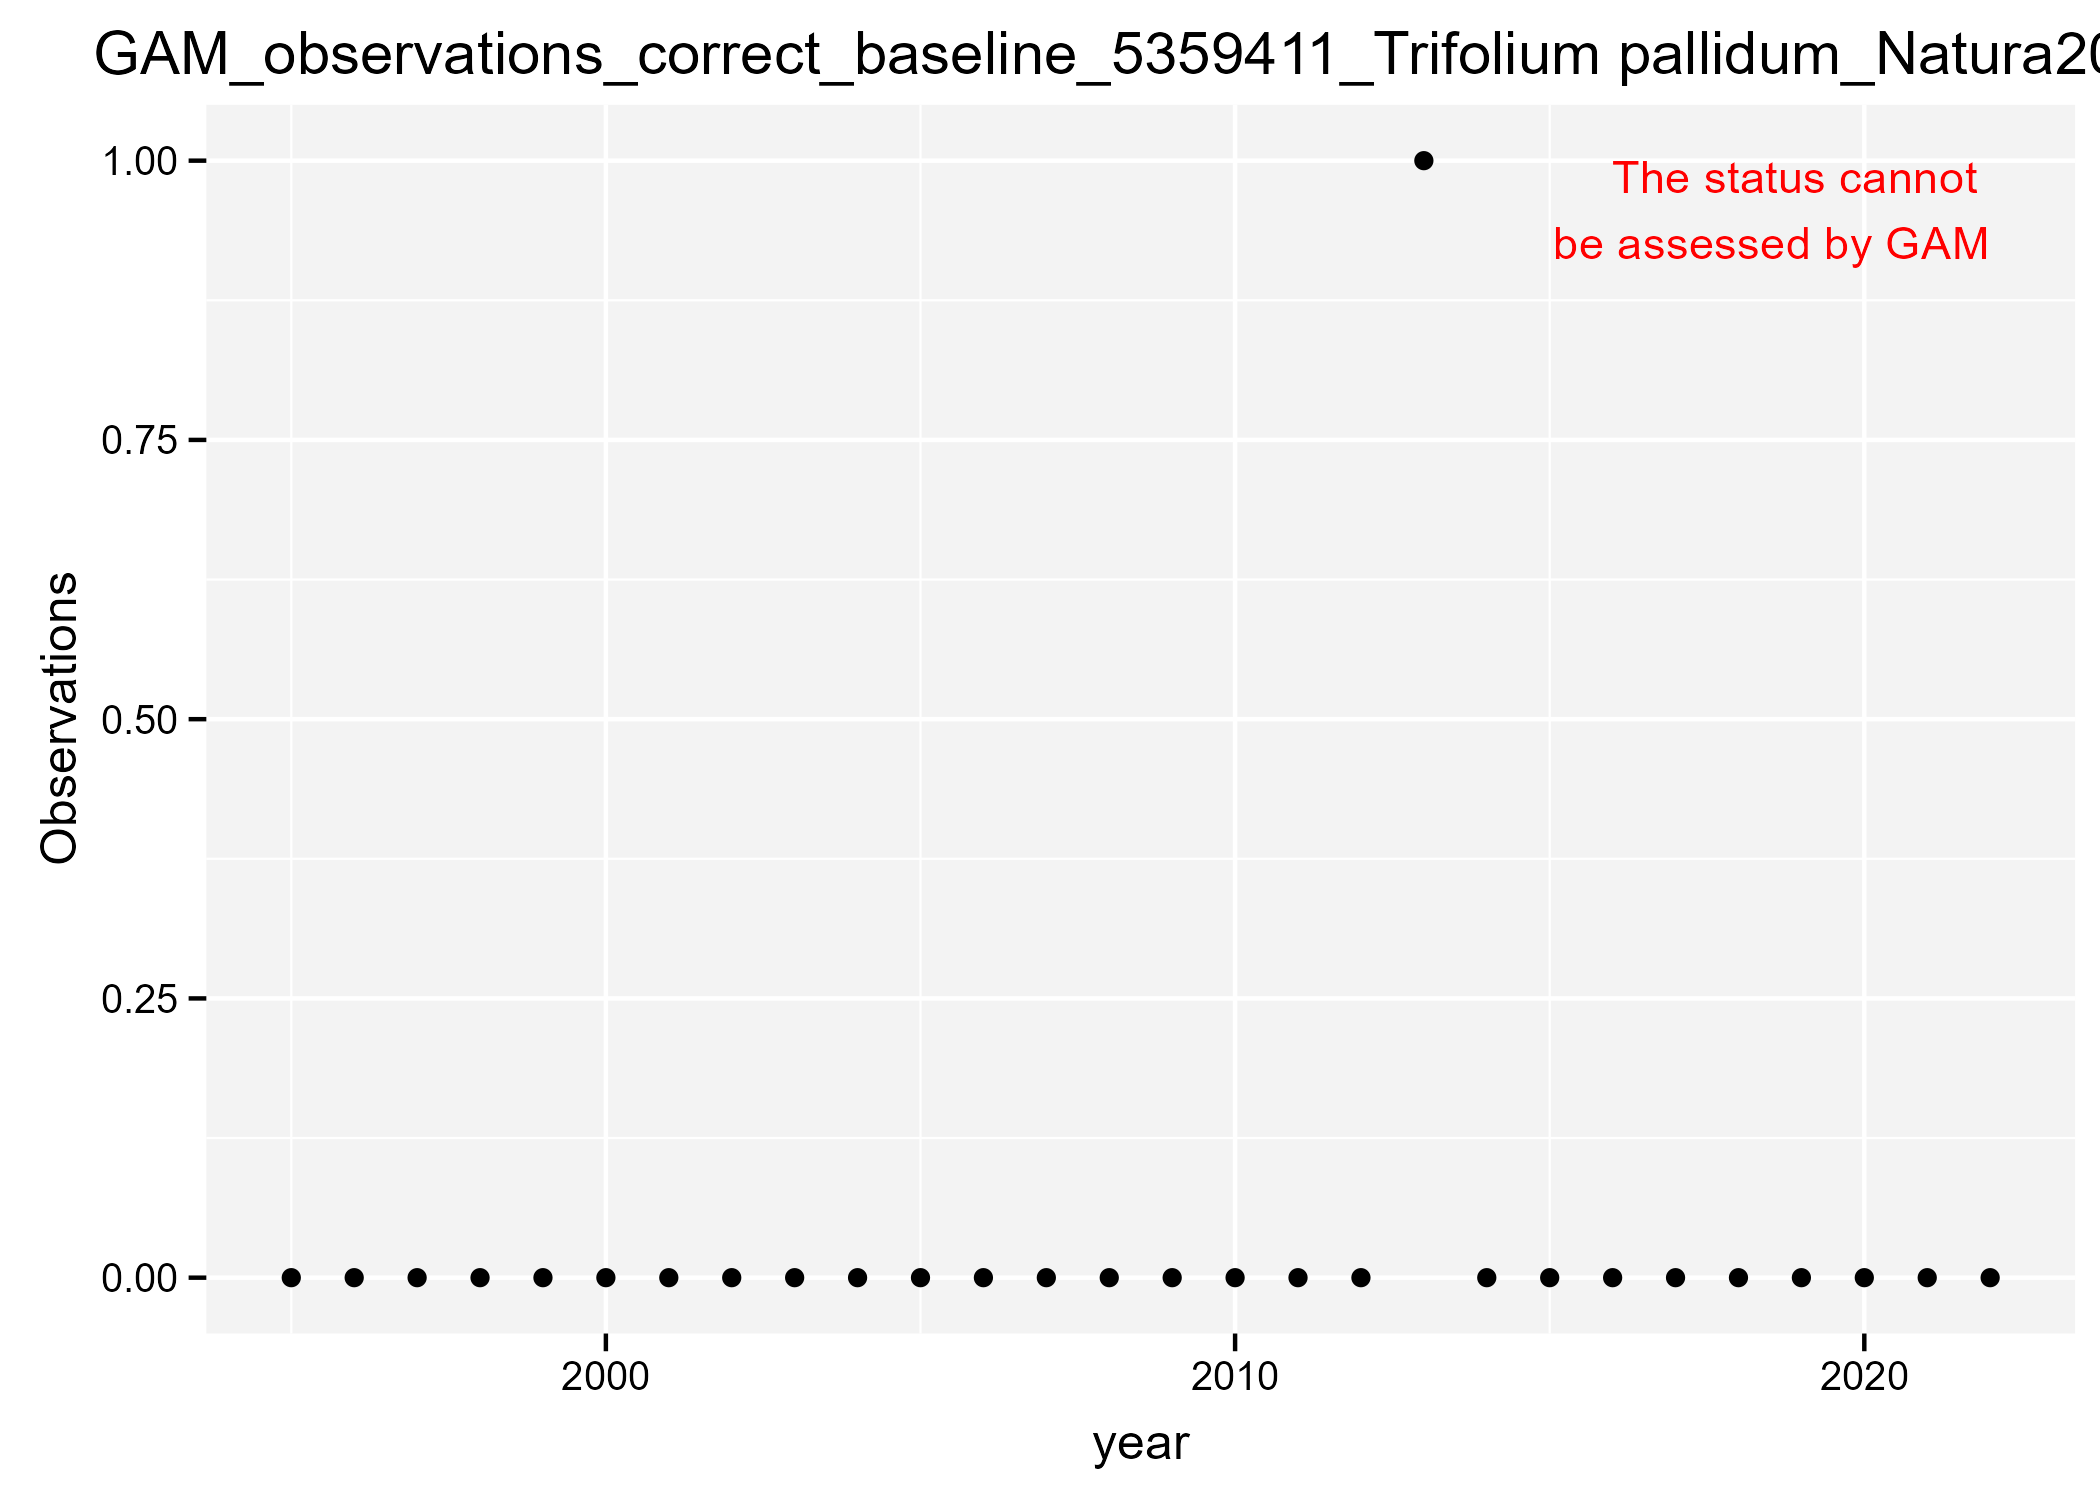 GAM_observations_correct_baseline_5359411_Trifolium pallidum_Natura20
1.00
The status cannot
be assessed by GAM
0.75
0.50
0.25
0.00
Observations
2000 2010 2020
year